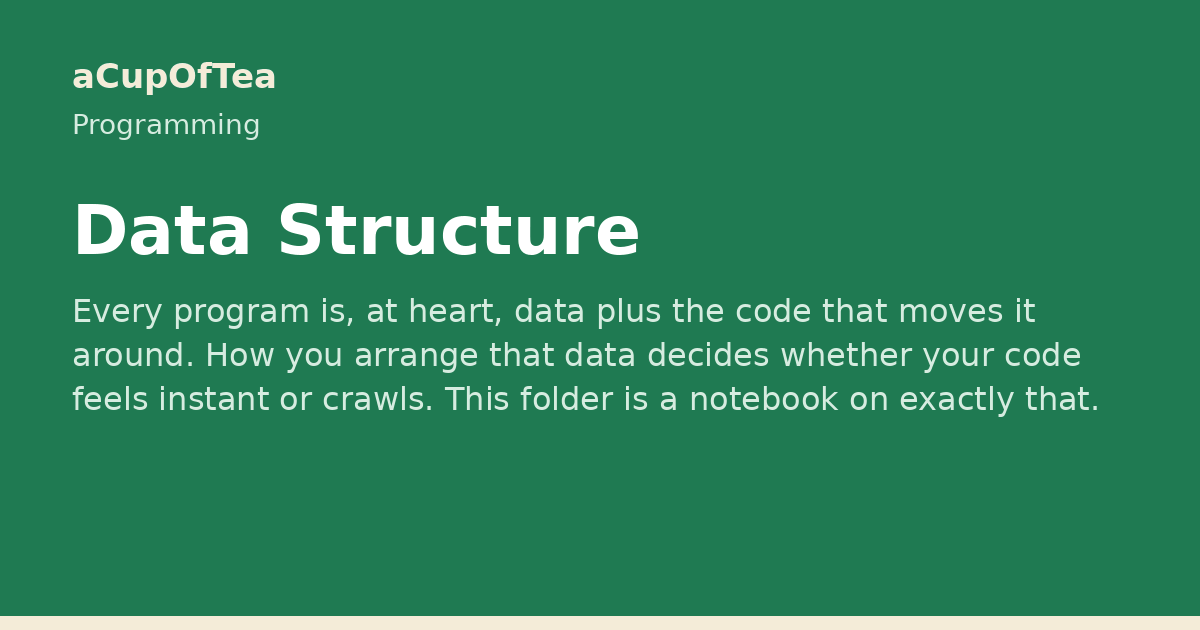 aCupOfTea
Programming
Data Structure
Every program is, at heart, data plus the code that moves it
around. How you arrange that data decides whether your code
feels instant or crawls. This folder is a notebook on exactly that.